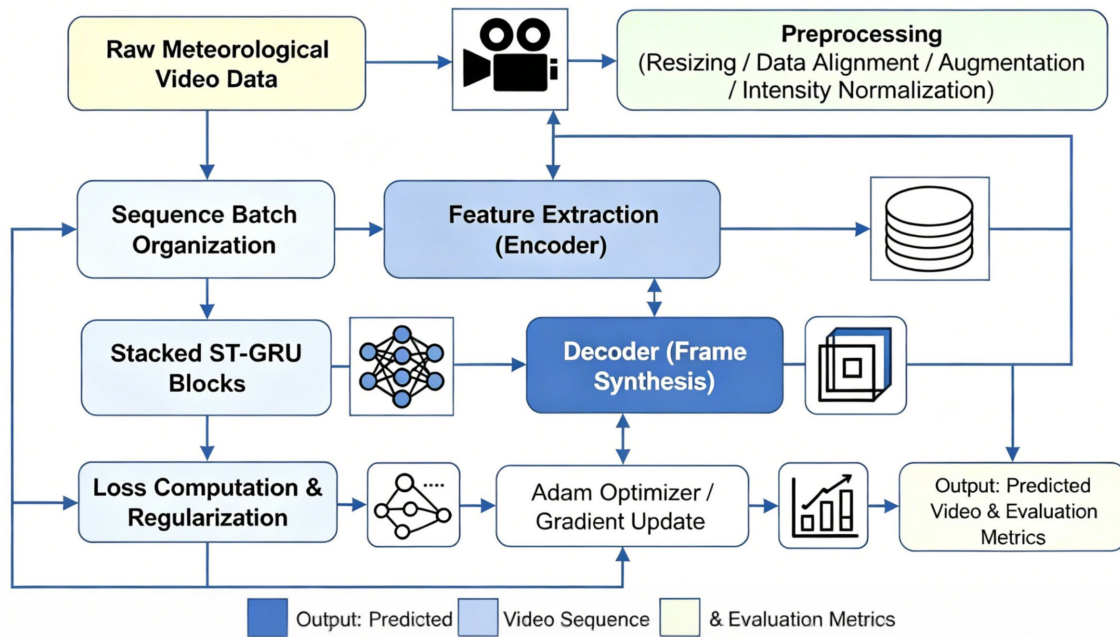 Raw Meteorological
Video Data
Preprocessing
(Resizing / Data Alignment / Augmentation
/ Intensity Normalization)
Sequence Batch
Organization
Feature Extraction
(Encoder)
Stacked ST-GRU
Blocks
Decoder (Frame
Synthesis)
Loss Computation &
Regularization
....
Adam Optimizer /
Gradient Update
Output: Predicted
Video & Evaluation
Metrics
Output: Predicted
Video Sequence
& Evaluation Metrics